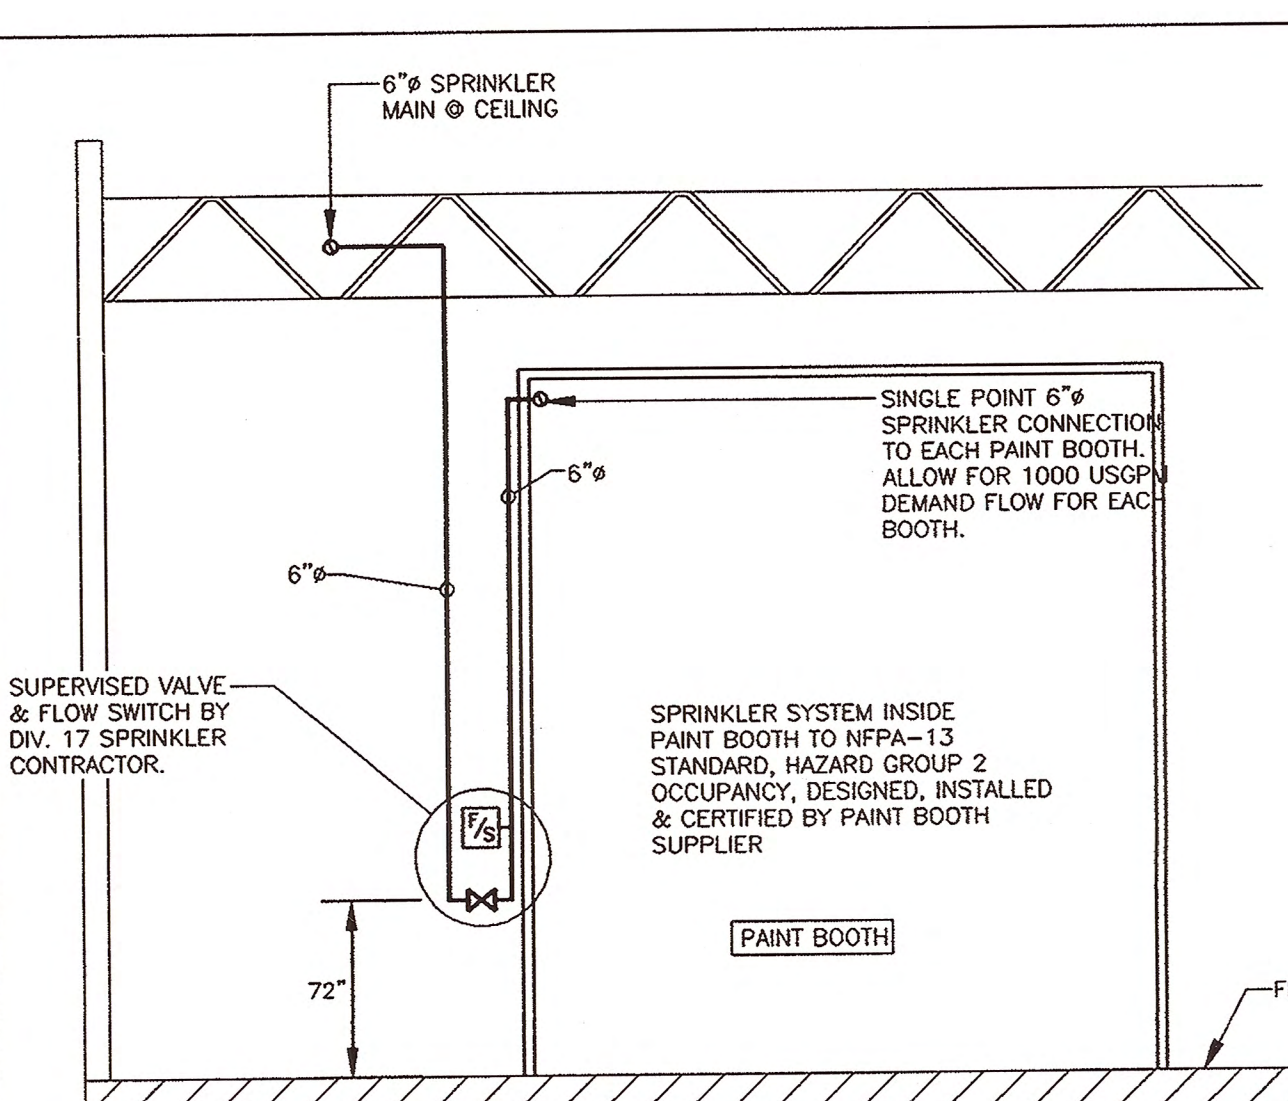 6"ø SPRINKLER
MAIN @ CEILING
SINGLE POINT 6"ø
SPRINKLER CONNECTION
TO EACH PAINT BOOTH.
ALLOW FOR 1000 USGPM
DEMAND FLOW FOR EAC
BOOTH.
6"ø
6"ø
SUPERVISED VALVE
& FLOW SWITCH BY
DIV. 17 SPRINKLER
CONTRACTOR.
SPRINKLER SYSTEM INSIDE
PAINT BOOTH TO NFPA-13
STANDARD, HAZARD GROUP 2
OCCUPANCY, DESIGNED, INSTALLED
& CERTIFIED BY PAINT BOOTH
SUPPLIER
F/S
PAINT BOOTH
72"
F